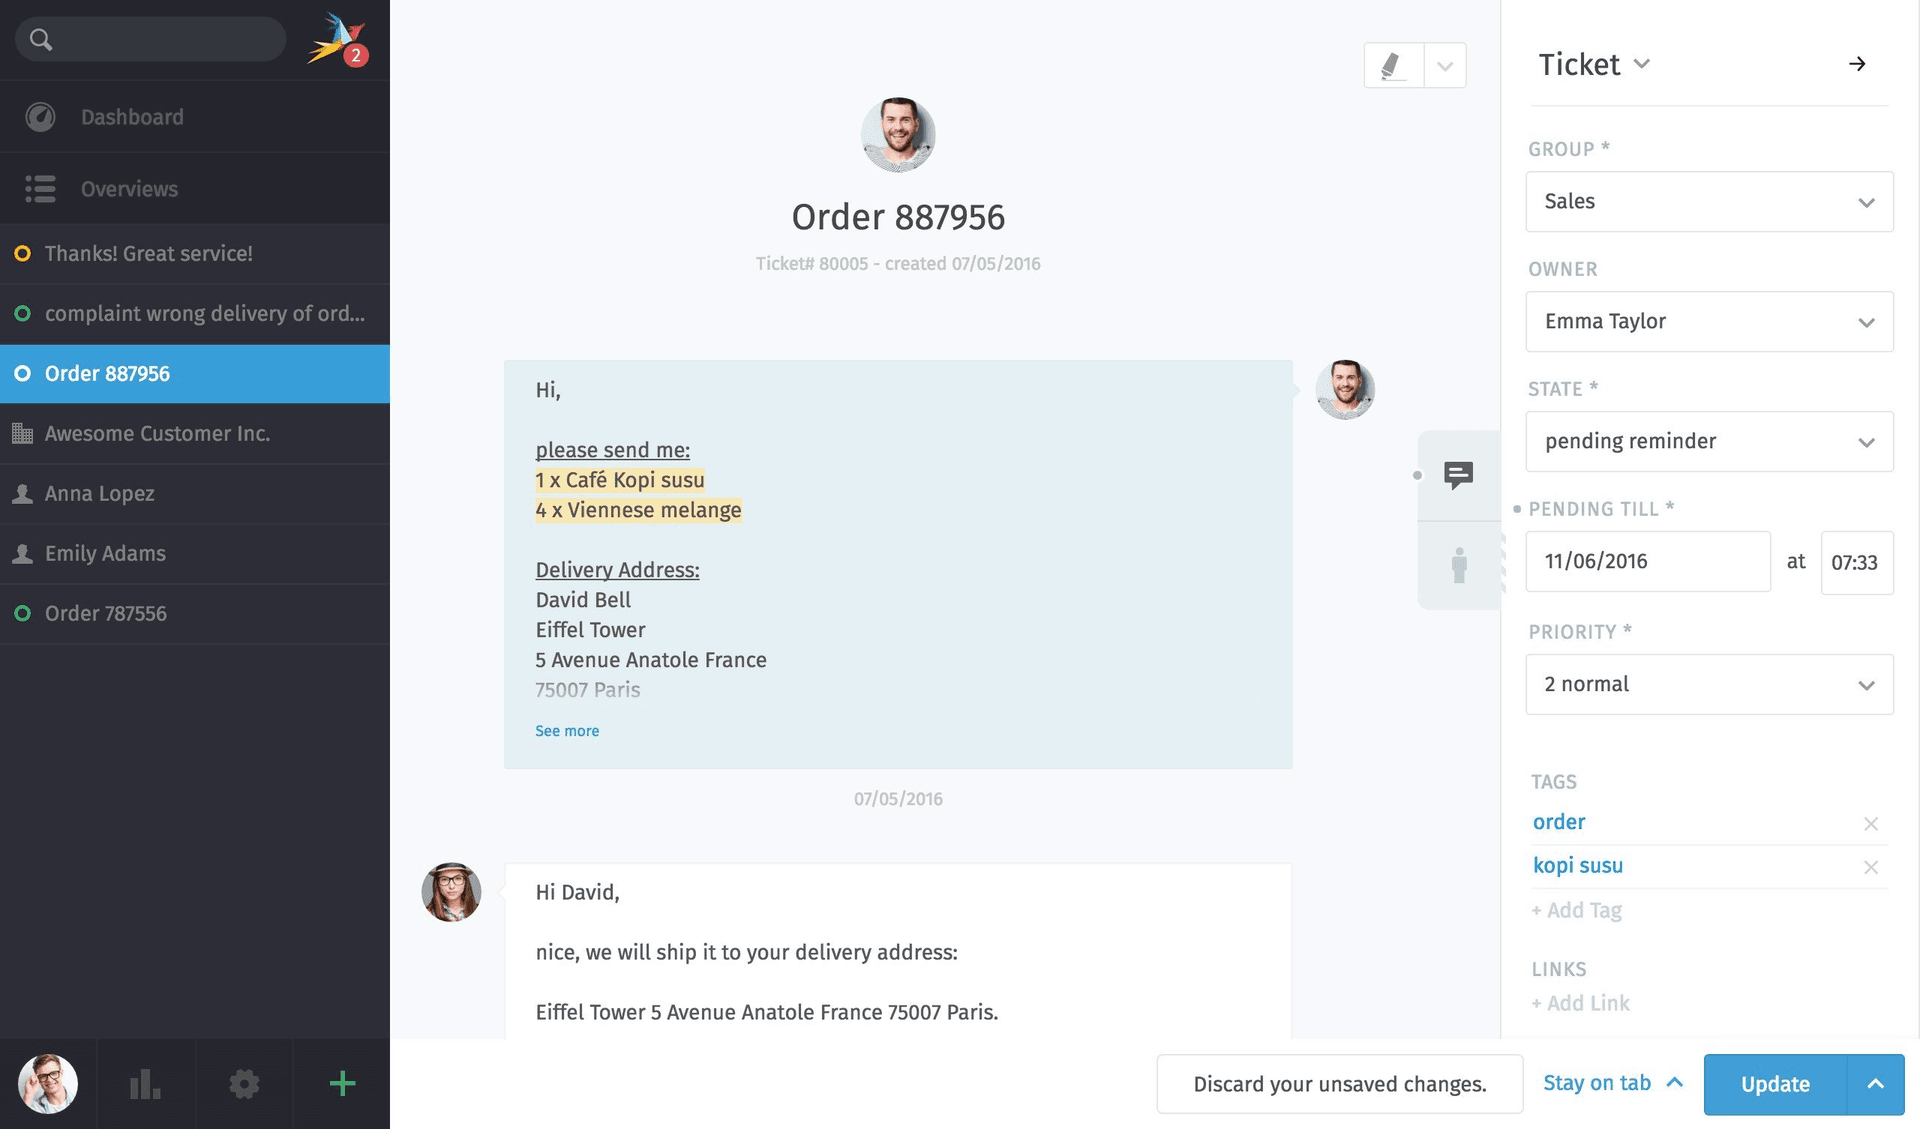 2
Dashboard
Overviews
Thanks! Great service!
complaint wrong delivery of ord...
Order 887956
Awesome Customer Inc.
Anna Lopez
Emily Adams
Order 787556
Order 887956
Ticket# 80005 - created 07/05/2016
Hi,
please send me:
1 x Café Kopi susu
4 x Viennese melange
Delivery Address:
David Bell
Eiffel Tower
5 Avenue Anatole France
75007 Paris
See more
07/05/2016
Hi David,
nice, we will ship it to your delivery address:
Eiffel Tower 5 Avenue Anatole France 75007 Paris.
Ticket
GROUP *
Sales
OWNER
Emma Taylor
STATE *
pending reminder
PENDING TILL *
11/06/2016 at 07:33
PRIORITY *
2 normal
TAGS
order
kopi susu
+ Add Tag
LINKS
+ Add Link
Discard your unsaved changes. Stay on tab Update